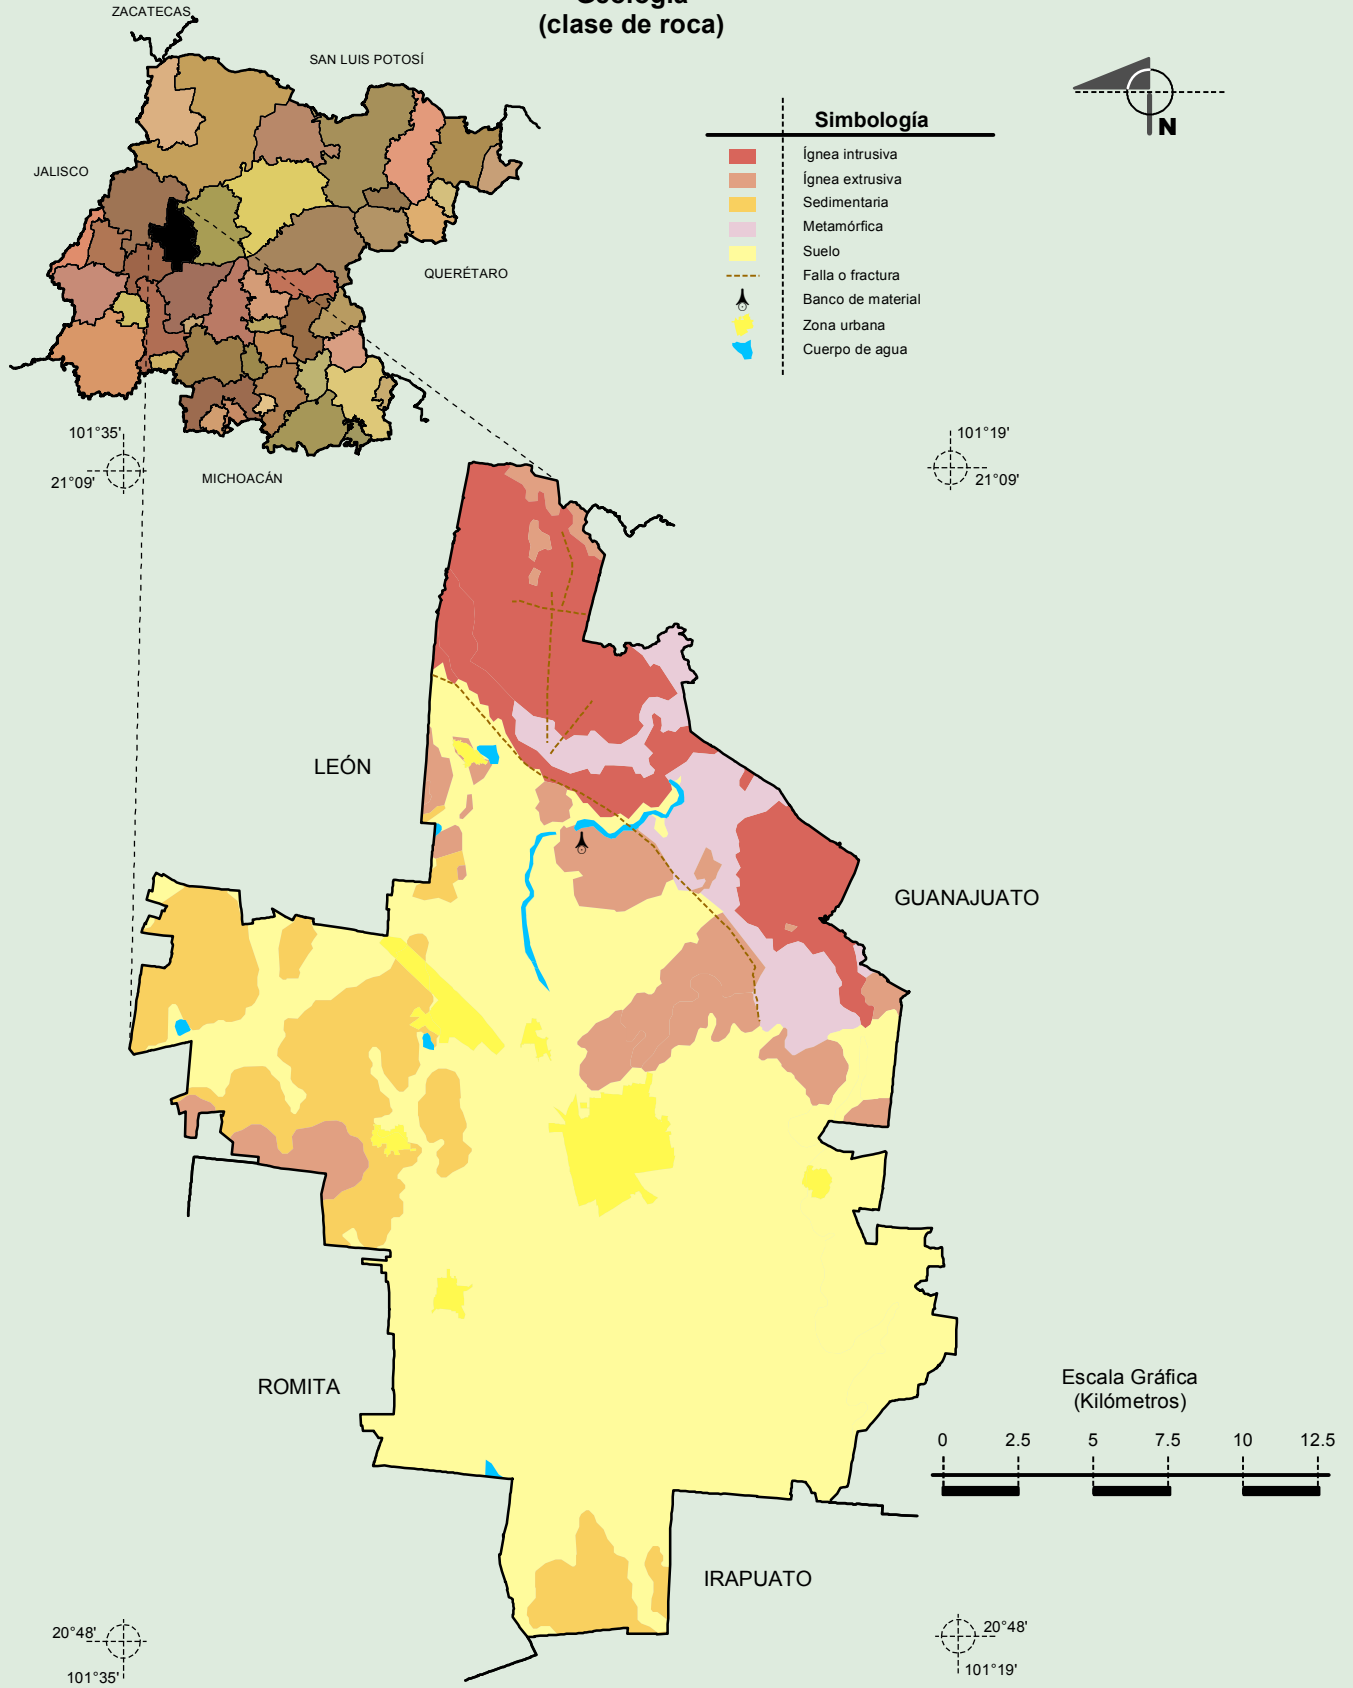 (clase de roca)
ZACATECAS
SAN LUIS POTOSÍ
JALISCO
QUERÉTARO
MICHOACÁN
N
Simbología
Ígnea intrusiva
Ígnea extrusiva
Sedimentaria
Metamórfica
Suelo
Falla o fractura
Banco de material
Zona urbana
Cuerpo de agua
101°35'
21°09'
101°19'
21°09'
LEÓN
GUANAJUATO
ROMITA
IRAPUATO
Escala Gráfica
(Kilómetros)
0 2.5 5 7.5 10 12.5
20°48'
101°35'
20°48'
101°19'